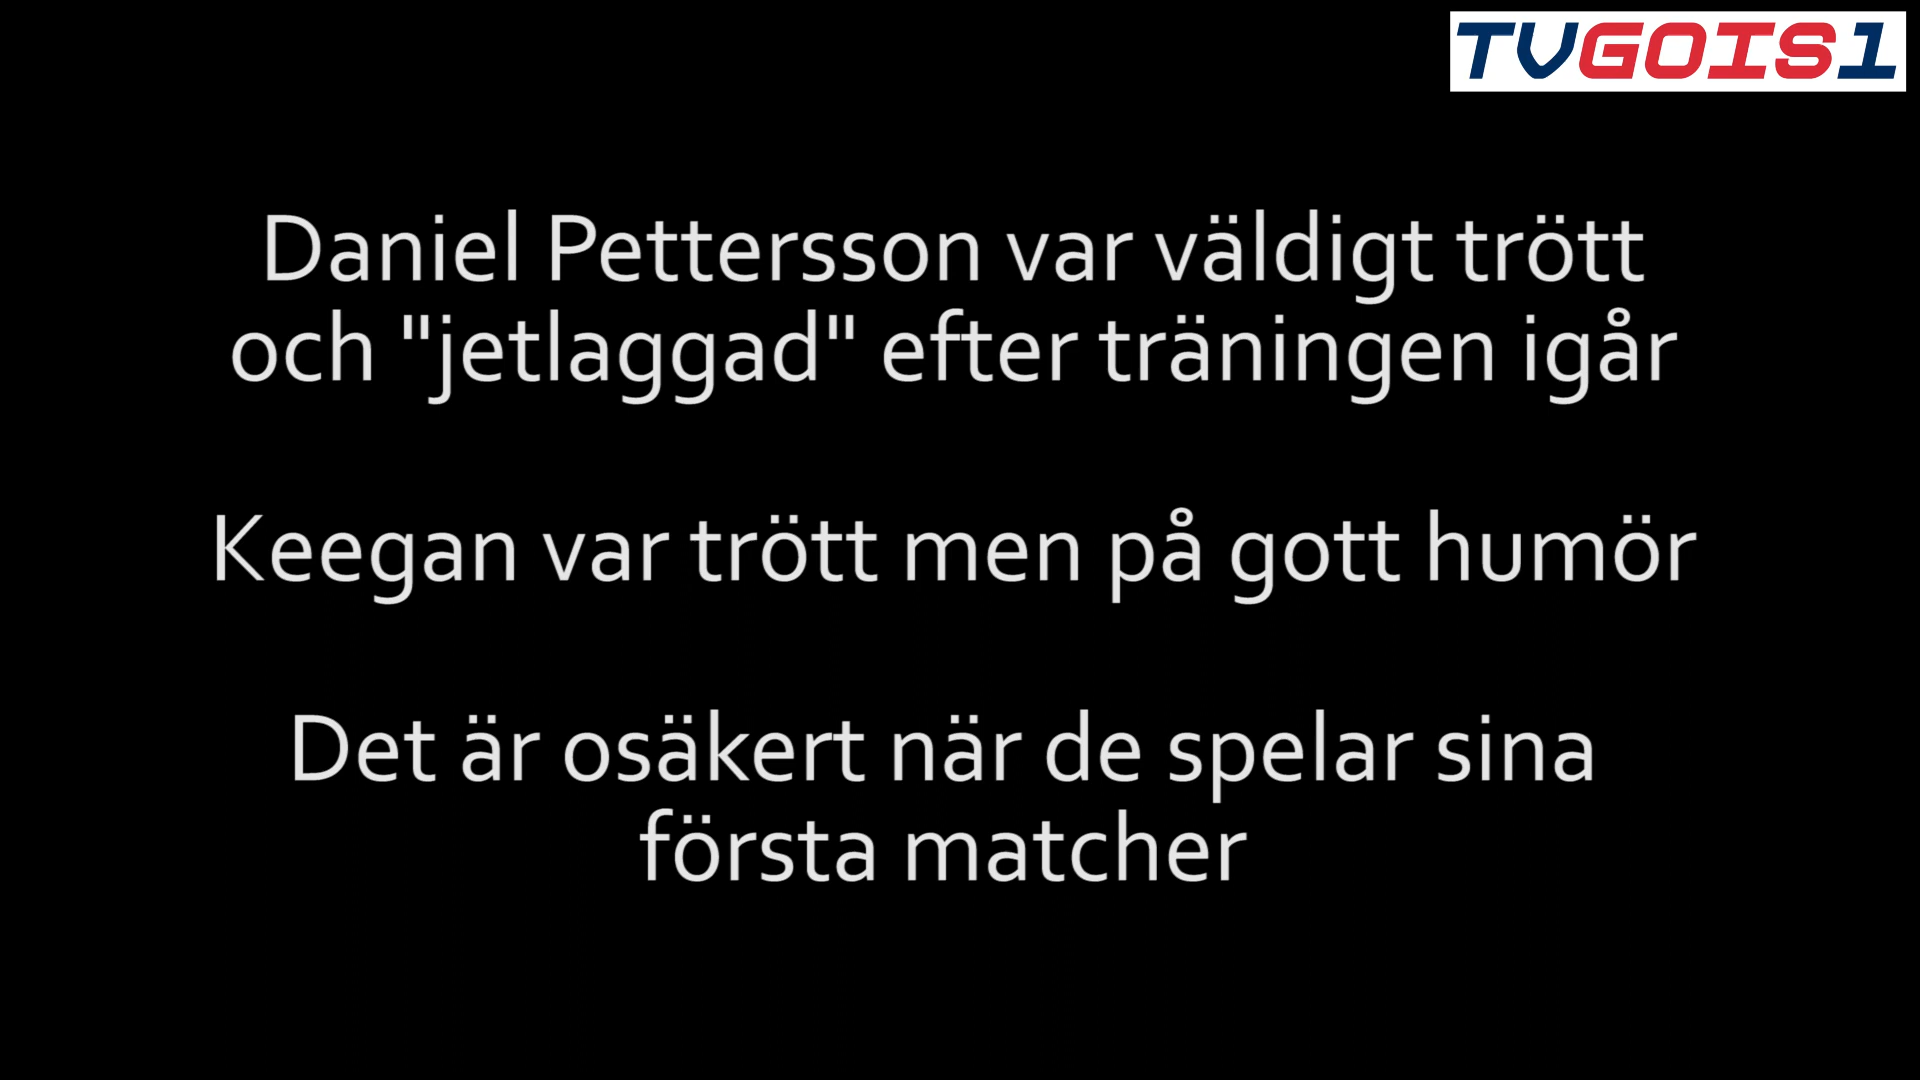 TVGOIS1
Daniel Pettersson var väldigt trött
och "jetlaggad" efter träningen igår
Keegan var trött men på gott humör
Det är osäkert när de spelar sina
första matcher